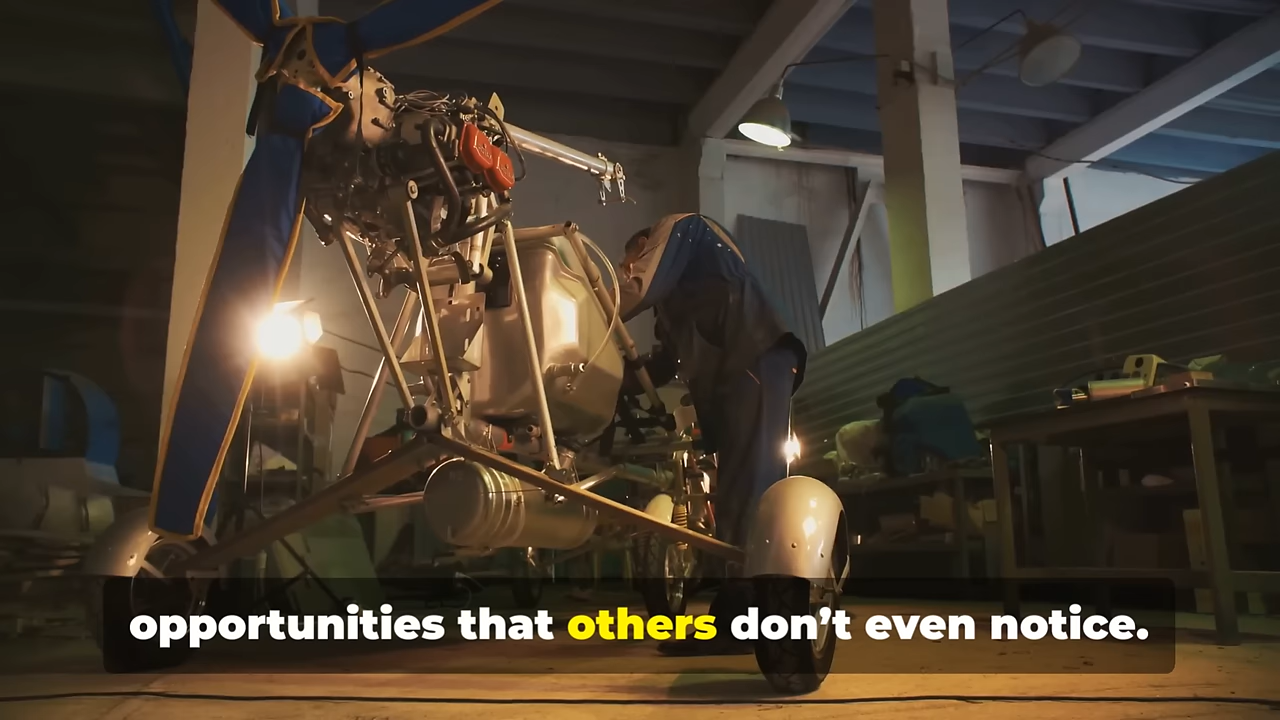 opportunities that others don’t even notice.